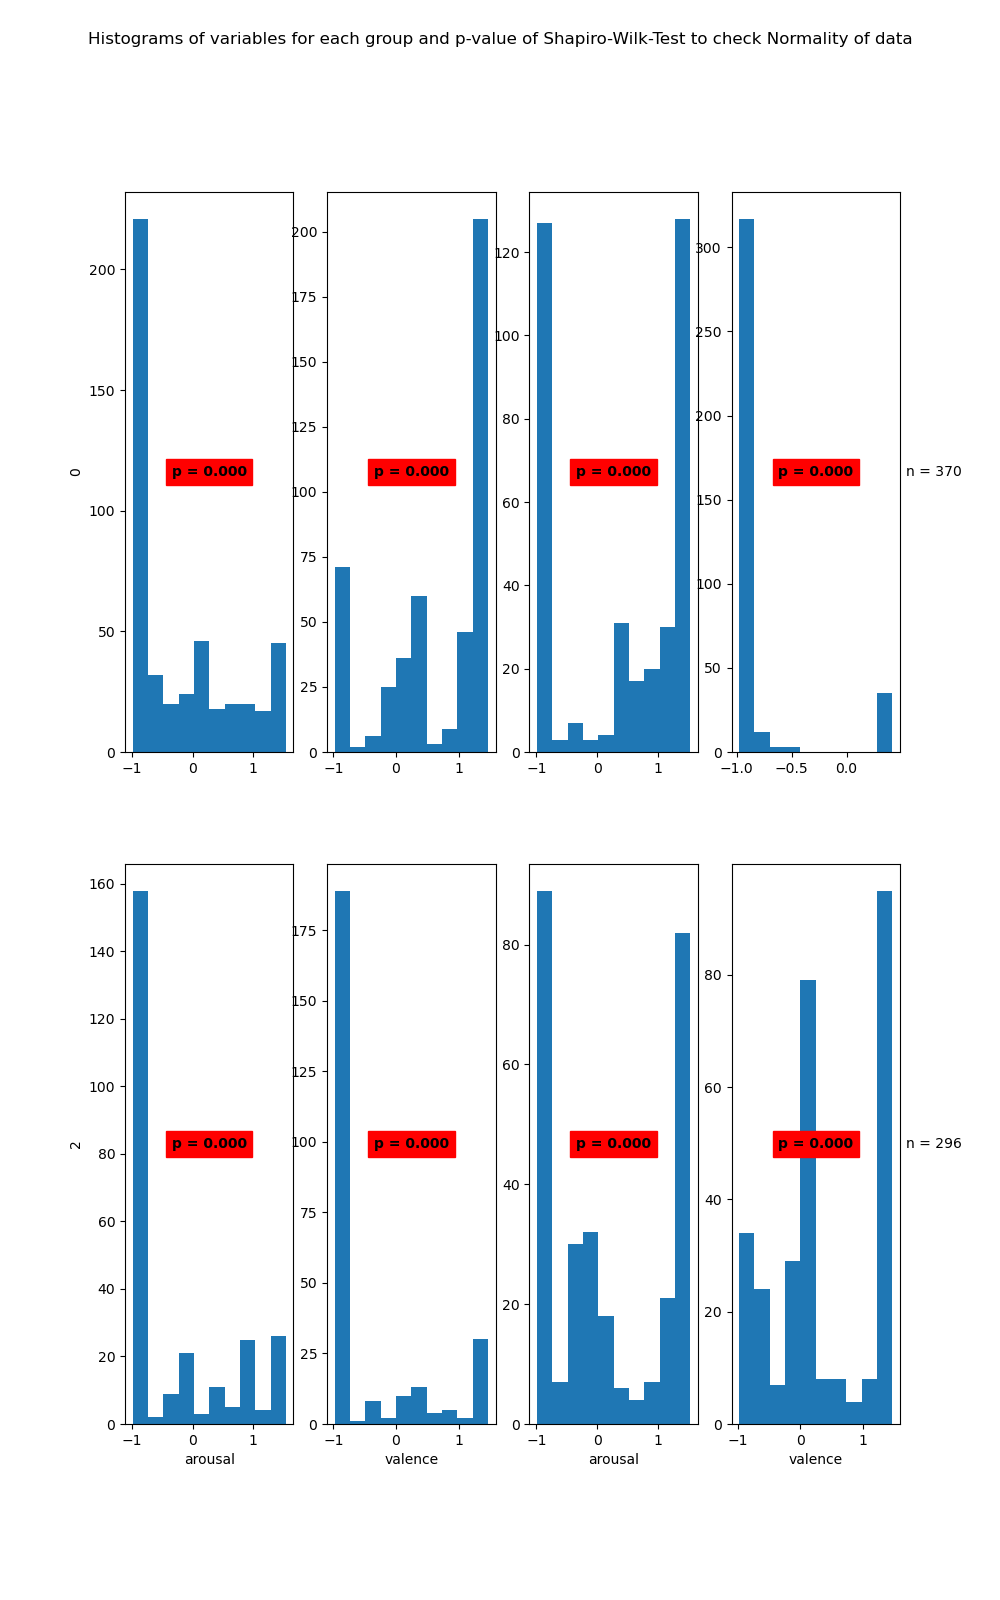 Histograms of variables for each group and p-value of Shapiro-Wilk-Test to check Normality of data
0
200
150
100
50
0
p = 0.000
−1 0 1
200
175
150
125
100
75
50
25
0
p = 0.000
−1 0 1
120
100
80
60
40
20
0
p = 0.000
−1 0 1
300
250
200
150
100
50
0
p = 0.000
−1.0 −0.5 0.0
n = 370
2
160
140
120
100
80
60
40
20
0
p = 0.000
−1 0 1
arousal
175
150
125
100
75
50
25
0
p = 0.000
−1 0 1
valence
80
60
40
20
0
p = 0.000
−1 0 1
arousal
80
60
40
20
0
p = 0.000
−1 0 1
valence
n = 296